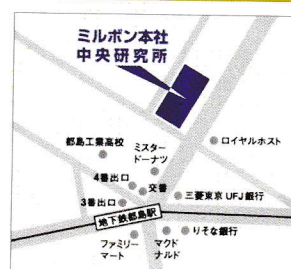 ミルボン本社
中央研究所
都島工業高校
ミスター
ドーナツ
ロイヤルホスト
4番出口
交番
3番出口
三菱東京UFJ銀行
地下鉄都島駅
ファミリー
マート
マクド
ナルド
りそな銀行